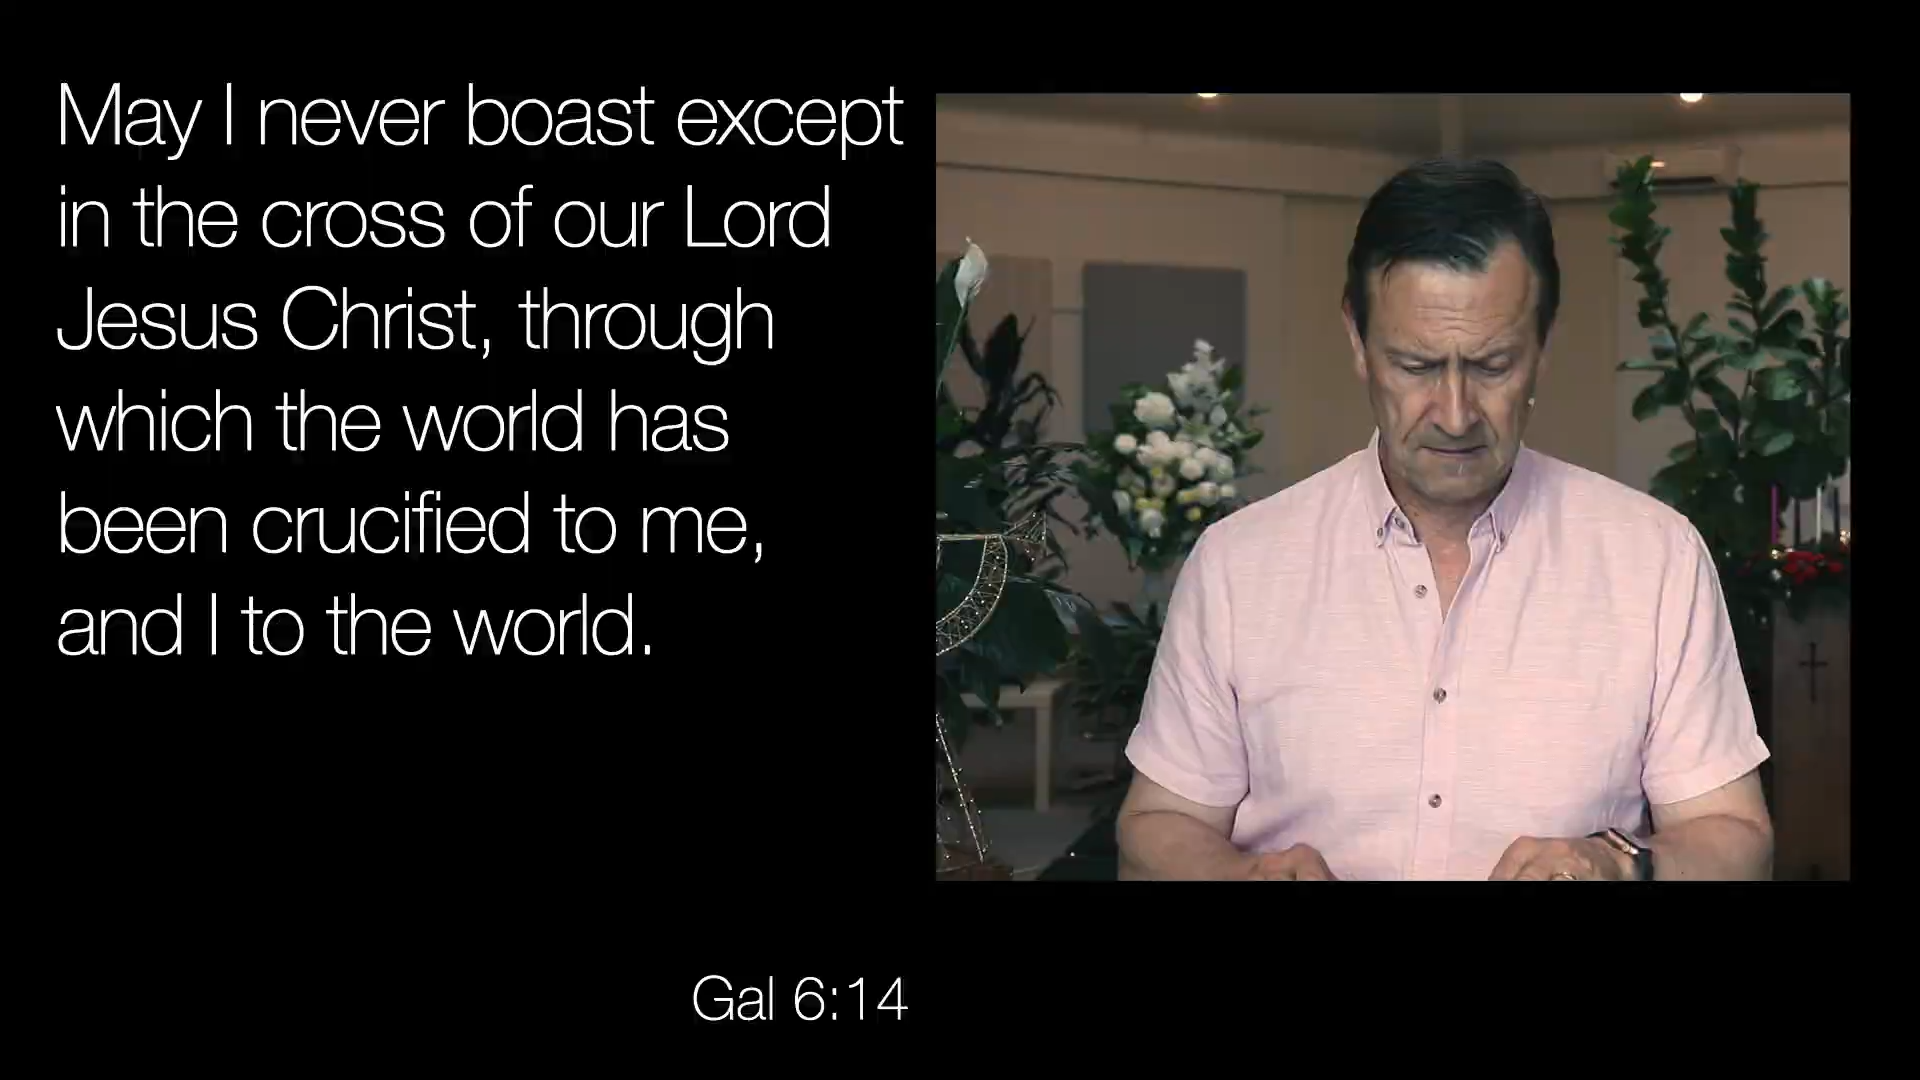 May I never boast except
in the cross of our Lord
Jesus Christ, through
which the world has
been crucified to me,
and I to the world.
Gal 6:14